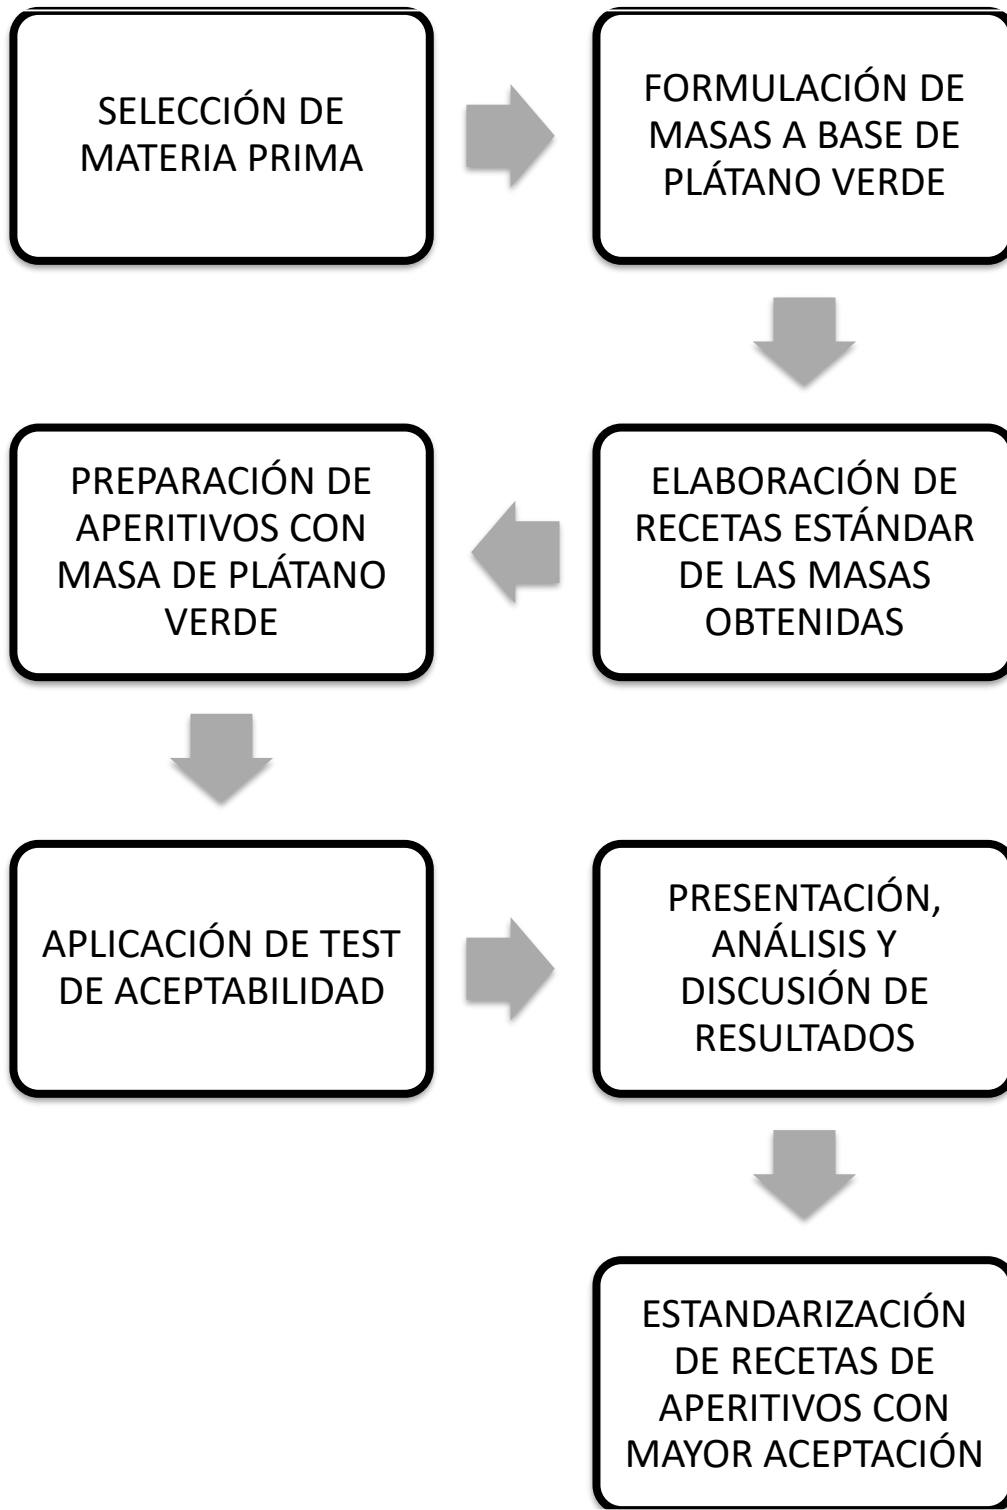 SELECCIÓN DE
MATERIA PRIMA
FORMULACIÓN DE
MASAS A BASE DE
PLÁTANO VERDE
ELABORACIÓN DE
RECETAS ESTÁNDAR
DE LAS MASAS
OBTENIDAS
PREPARACIÓN DE
APERITIVOS CON
MASA DE PLÁTANO
VERDE
APLICACIÓN DE TEST
DE ACEPTABILIDAD
PRESENTACIÓN,
ANÁLISIS Y
DISCUSIÓN DE
RESULTADOS
ESTANDARIZACIÓN
DE RECETAS DE
APERITIVOS CON
MAYOR ACEPTACIÓN